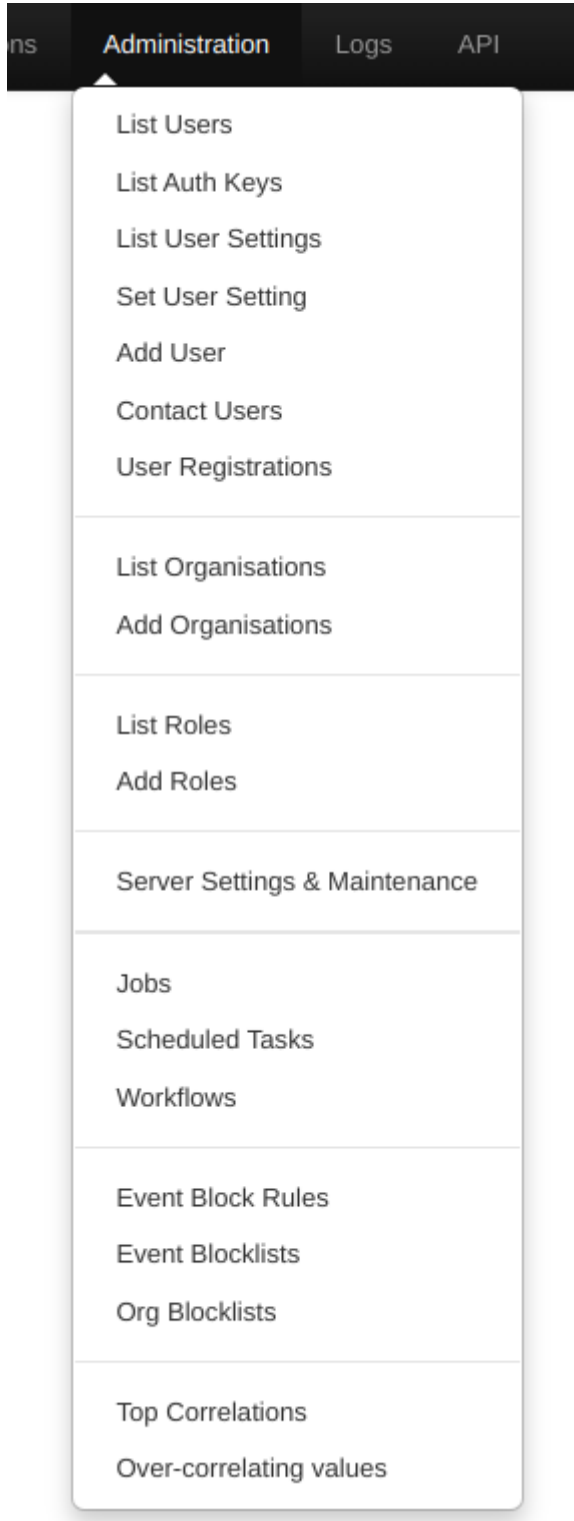 ns Administration Logs API
List Users
List Auth Keys
List User Settings
Set User Setting
Add User
Contact Users
User Registrations
List Organisations
Add Organisations
List Roles
Add Roles
Server Settings & Maintenance
Jobs
Scheduled Tasks
Workflows
Event Block Rules
Event Blocklists
Org Blocklists
Top Correlations
Over-correlating values